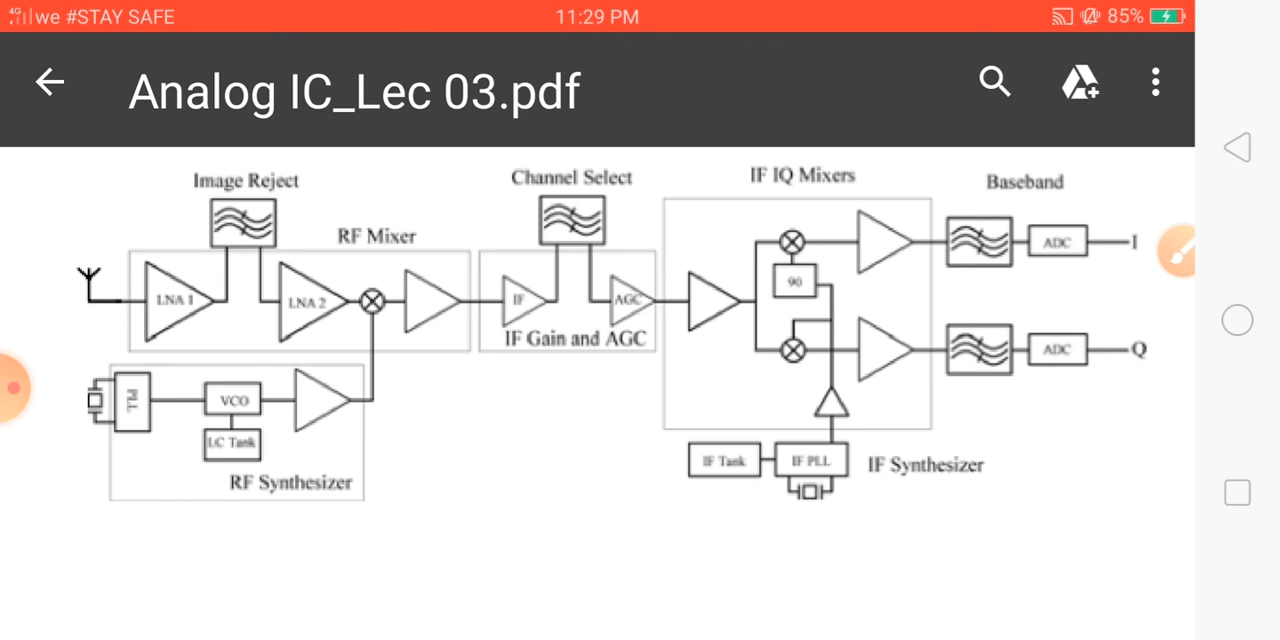 4G we #STAY SAFE 11:29 PM 85%
Analog IC_Lec 03.pdf
Image Reject
Channel Select
IF IQ Mixers
Baseband
RF Mixer
LNA 1
LNA 2
IF
AGC
IF Gain and AGC
90
ADC
I
ADC
Q
PLL
VCO
LC Tank
RF Synthesizer
IF Tank
IF PLL
IF Synthesizer